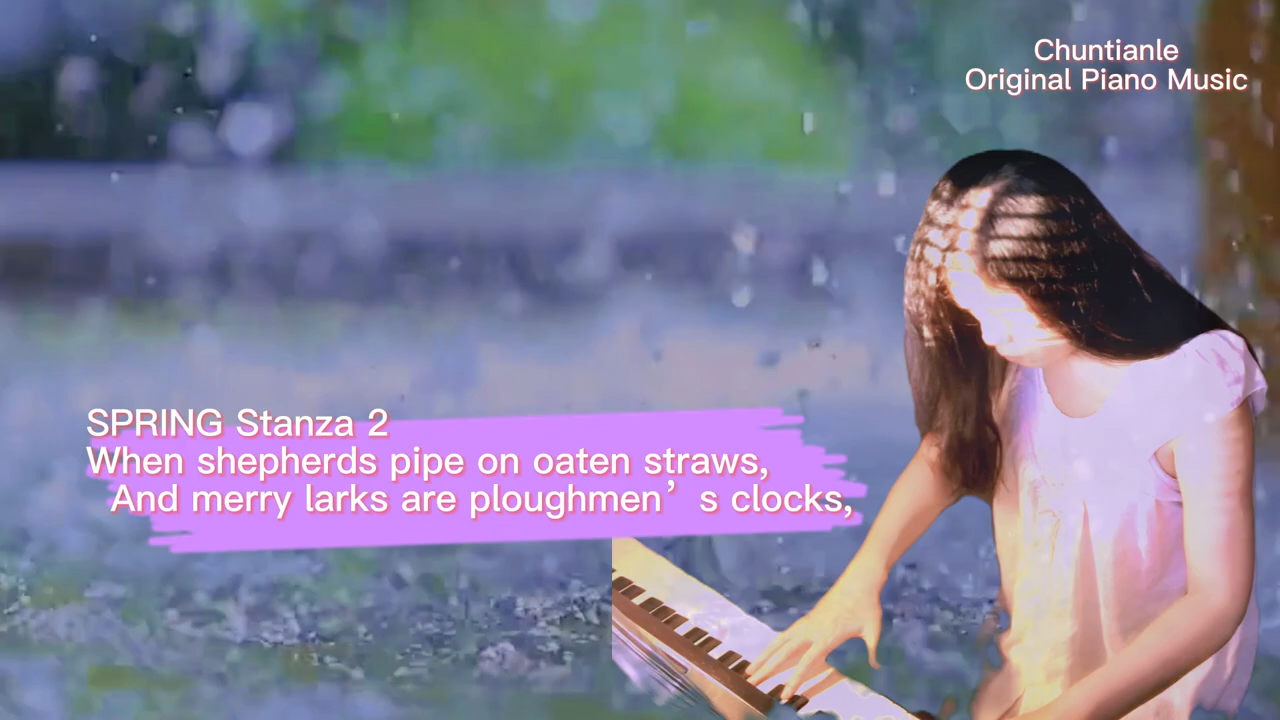 Chuntianle
Original Piano Music
SPRING Stanza 2
When shepherds pipe on oaten straws,
And merry larks are ploughmen’s clocks,